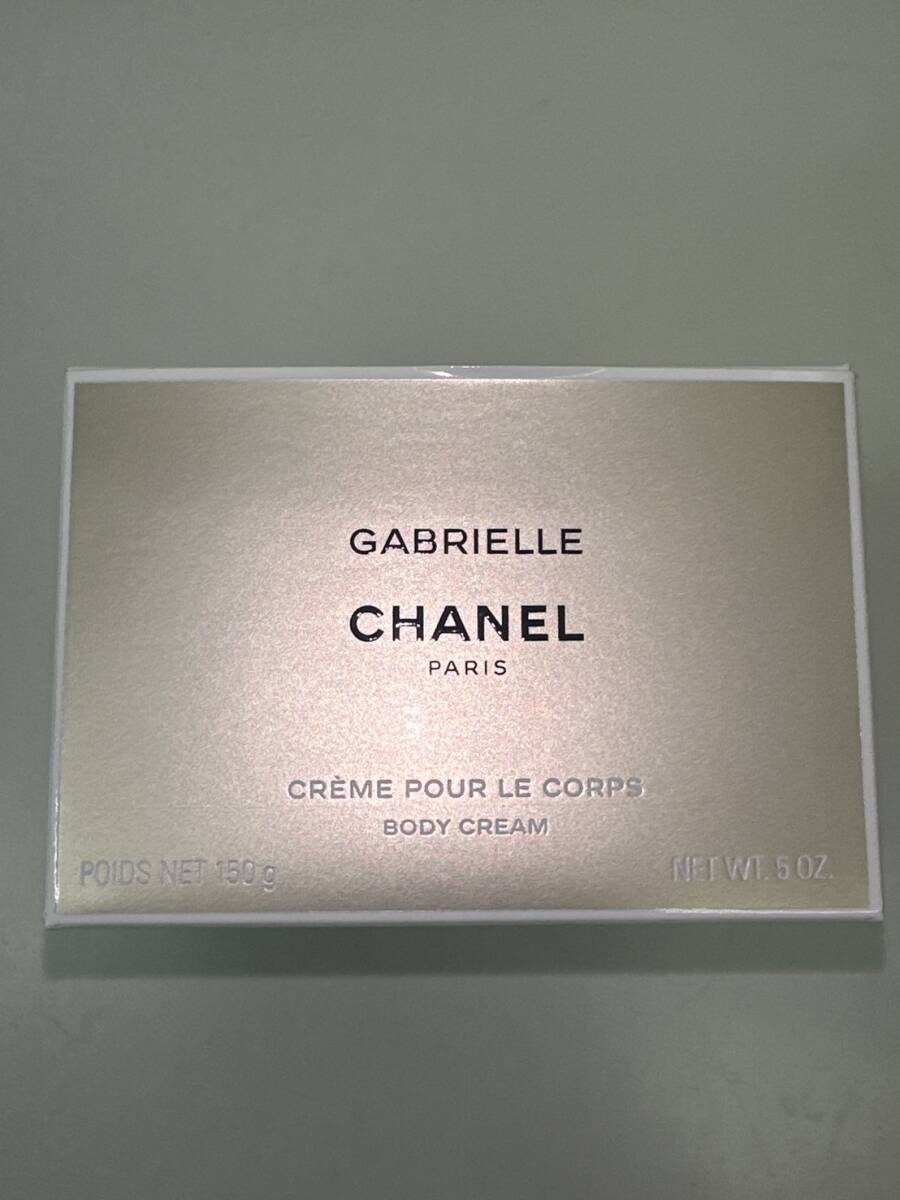 GABRIELLE
CHANEL
PARIS
CRÈME POUR LE CORPS
BODY CREAM
POIDS NET 150 g
NET WT. 5 OZ.